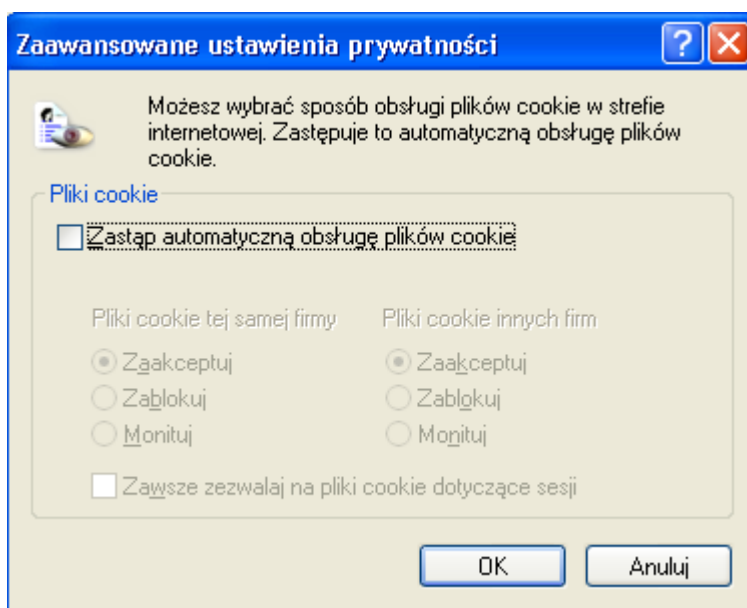 Zaawansowane ustawienia prywatności
Możesz wybrać sposób obsługi plików cookie w strefie
internetowej. Zastępuje to automatyczną obsługę plików
cookie.
Pliki cookie
Zastąp automatyczną obsługę plików cookie
Pliki cookie tej samej firmy Pliki cookie innych firm
Zaakceptuj Zaakceptuj
Zablokuj Zablokuj
Monituj Monituj
Zawsze zezwalaj na pliki cookie dotyczące sesji
OK Anuluj